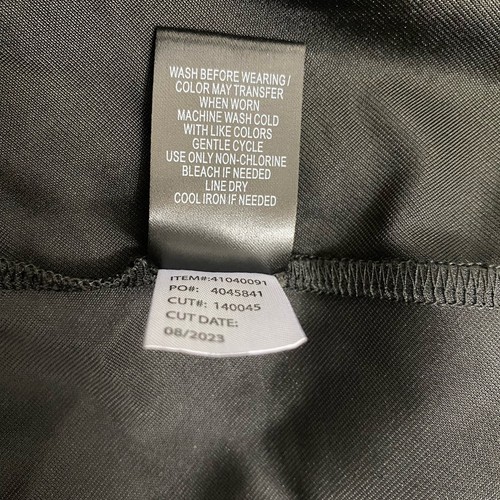 WASH BEFORE WEARING /
COLOR MAY TRANSFER
WHEN WORN
MACHINE WASH COLD
WITH LIKE COLORS
GENTLE CYCLE
USE ONLY NON-CHLORINE
BLEACH IF NEEDED
LINE DRY
COOL IRON IF NEEDED
ITEM#: 41040091
PO#: 4045841
CUT#: 140045
CUT DATE:
08/2023